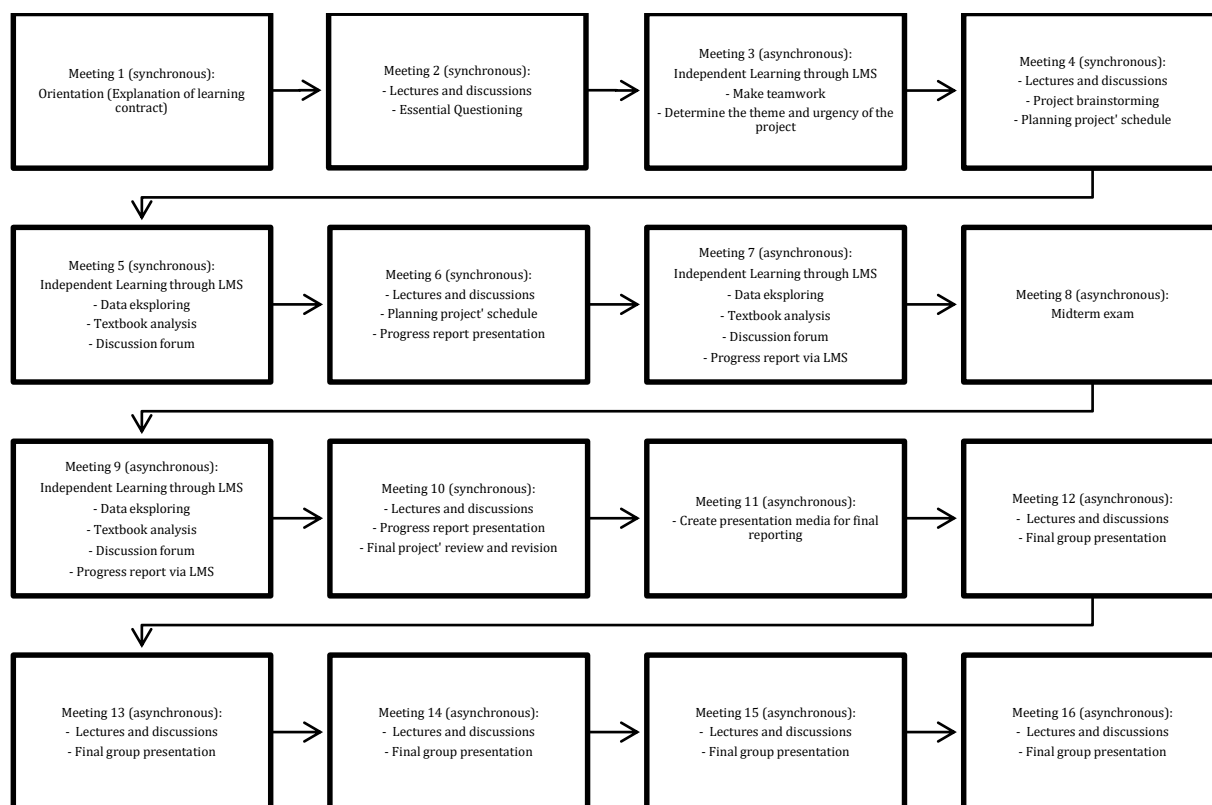 Meeting 1 (synchronous):
Orientation (Explanation of learning
contract)
Meeting 2 (synchronous):
- Lectures and discussions
- Essential Questioning
Meeting 3 (asynchronous):
Independent Learning through LMS
- Make teamwork
- Determine the theme and urgency of the
project
Meeting 4 (synchronous):
- Lectures and discussions
- Project brainstorming
- Planning project' schedule
Meeting 5 (synchronous):
Independent Learning through LMS
- Data eksploring
- Textbook analysis
- Discussion forum
Meeting 6 (synchronous):
- Lectures and discussions
- Planning project' schedule
- Progress report presentation
Meeting 7 (asynchronous):
Independent Learning through LMS
- Data eksploring
- Textbook analysis
- Discussion forum
- Progress report via LMS
Meeting 8 (asynchronous):
Midterm exam
Meeting 9 (asynchronous):
Independent Learning through LMS
- Data eksploring
- Textbook analysis
- Discussion forum
- Progress report via LMS
Meeting 10 (synchronous):
- Lectures and discussions
- Progress report presentation
- Final project' review and revision
Meeting 11 (asynchronous):
- Create presentation media for final
reporting
Meeting 12 (asynchronous):
- Lectures and discussions
- Final group presentation
Meeting 13 (asynchronous):
- Lectures and discussions
- Final group presentation
Meeting 14 (asynchronous):
- Lectures and discussions
- Final group presentation
Meeting 15 (asynchronous):
- Lectures and discussions
- Final group presentation
Meeting 16 (asynchronous):
- Lectures and discussions
- Final group presentation